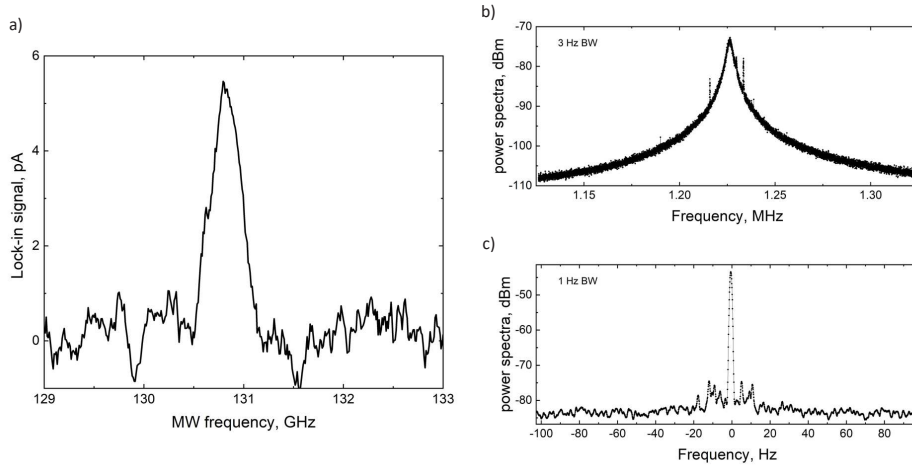 a)
6
4
2
0
Lock-in signal, pA
129 130 131 132 133
MW frequency, GHz
b)
3 Hz BW
-70
-80
-90
-100
-110
power spectra, dBm
1.15 1.20 1.25 1.30
Frequency, MHz
c)
1 Hz BW
-50
-60
-70
-80
power spectra, dBm
-100 -80 -60 -40 -20 0 20 40 60 80
Frequency, Hz